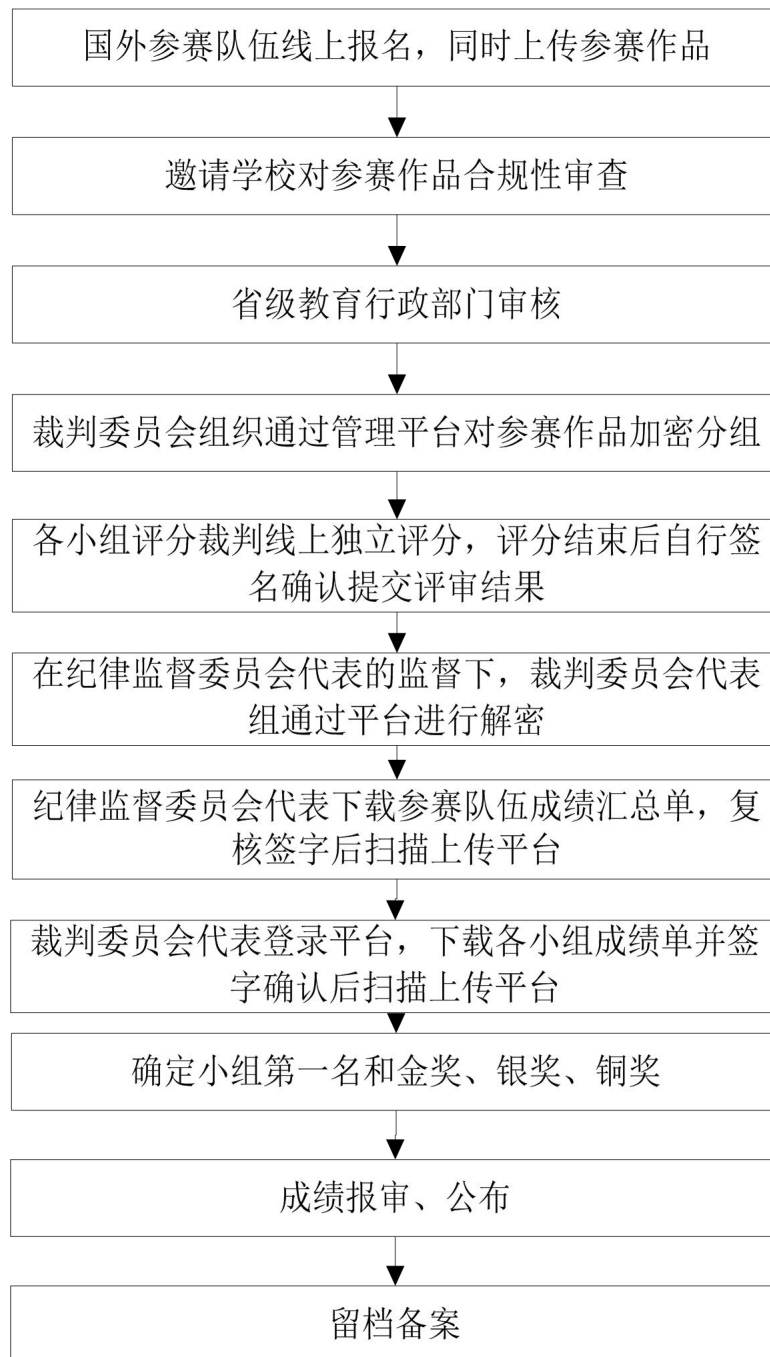 国外参赛队伍线上报名，同时上传参赛作品
邀请学校对参赛作品合规性审查
省级教育行政部门审核
裁判委员会组织通过管理平台对参赛作品加密分组
各小组评分裁判线上独立评分，评分结束后自行签
名确认提交评审结果
在纪律监督委员会代表的监督下，裁判委员会代表
组通过平台进行解密
纪律监督委员会代表下载参赛队伍成绩汇总单，复
核签字后扫描上传平台
裁判委员会代表登录平台，下载各小组成绩单并签
字确认后扫描上传平台
确定小组第一名和金奖、银奖、铜奖
成绩报审、公布
留档备案